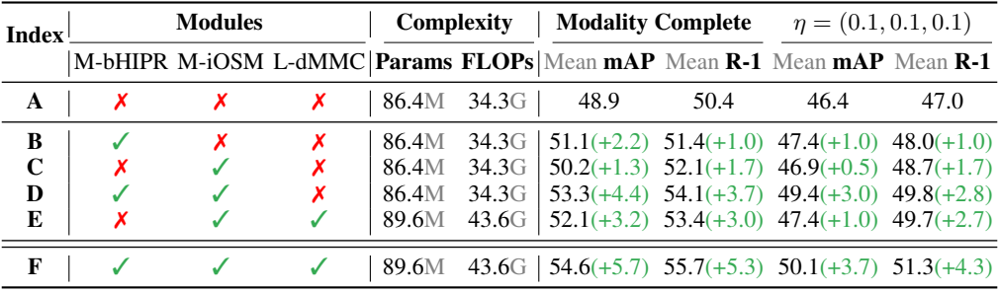 Index Modules Complexity Modality Complete η = (0.1, 0.1, 0.1)
M-bHIPR M-iOSM L-dMMC Params FLOPs Mean mAP Mean R-1 Mean mAP Mean R-1
A ✗ ✗ ✗ 86.4M 34.3G 48.9 50.4 46.4 47.0
B ✓ ✗ ✗ 86.4M 34.3G 51.1(+2.2) 51.4(+1.0) 47.4(+1.0) 48.0(+1.0)
C ✗ ✓ ✗ 86.4M 34.3G 50.2(+1.3) 52.1(+1.7) 46.9(+0.5) 48.7(+1.7)
D ✓ ✓ ✗ 86.4M 34.3G 53.3(+4.4) 54.1(+3.7) 49.4(+3.0) 49.8(+2.8)
E ✗ ✓ ✓ 89.6M 43.6G 52.1(+3.2) 53.4(+3.0) 47.4(+1.0) 49.7(+2.7)
F ✓ ✓ ✓ 89.6M 43.6G 54.6(+5.7) 55.7(+5.3) 50.1(+3.7) 51.3(+4.3)